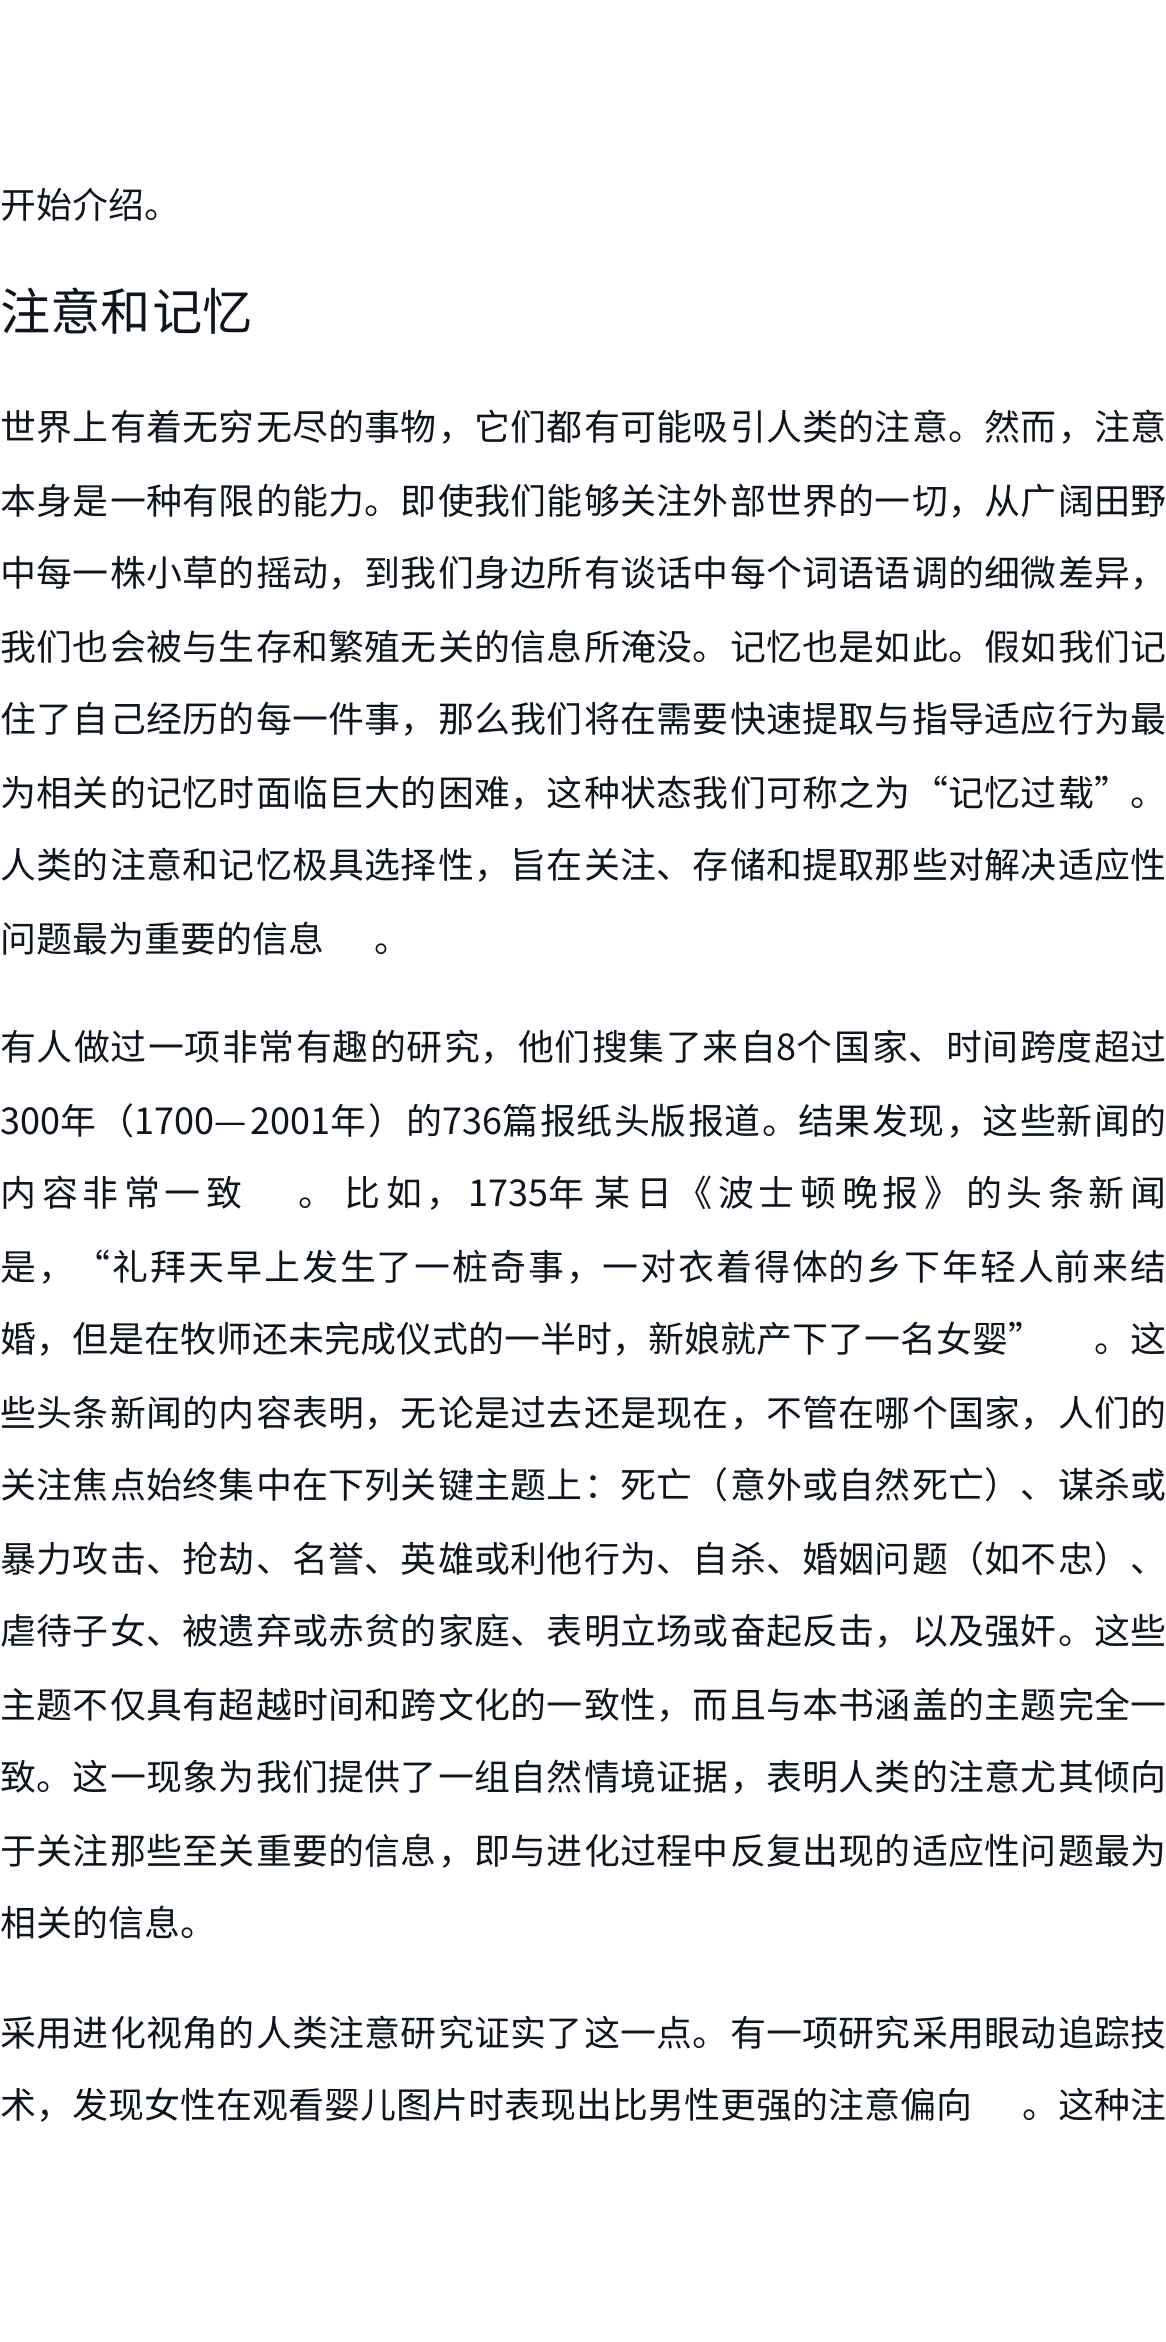 开始介绍。
注意和记忆
世界上有着无穷无尽的事物，它们都有可能吸引人类的注意。然而，注意
本身是一种有限的能力。即使我们能够关注外部世界的一切，从广阔田野
中每一株小草的摇动，到我们身边所有谈话中每个词语语调的细微差异，
我们也会被与生存和繁殖无关的信息所淹没。记忆也是如此。假如我们记
住了自己经历的每一件事，那么我们将在需要快速提取与指导适应行为最
为相关的记忆时面临巨大的困难，这种状态我们可称之为“记忆过载”。
人类的注意和记忆极具选择性，旨在关注、存储和提取那些对解决适应性
问题最为重要的信息 。
有人做过一项非常有趣的研究，他们搜集了来自8个国家、时间跨度超过
300年（1700—2001年）的736篇报纸头版报道。结果发现，这些新闻的
内容非常一致 。比如，1735年某日《波士顿晚报》的头条新闻
是，“礼拜天早上发生了一桩奇事，一对衣着得体的乡下年轻人前来结
婚，但是在牧师还未完成仪式的一半时，新娘就产下了一名女婴” 。这
些头条新闻的内容表明，无论是过去还是现在，不管在哪个国家，人们的
关注焦点始终集中在下列关键主题上：死亡（意外或自然死亡）、谋杀或
暴力攻击、抢劫、名誉、英雄或利他行为、自杀、婚姻问题（如不忠）、
虐待子女、被遗弃或赤贫的家庭、表明立场或奋起反击，以及强奸。这些
主题不仅具有超越时间和跨文化的一致性，而且与本书涵盖的主题完全一
致。这一现象为我们提供了一组自然情境证据，表明人类的注意尤其倾向
于关注那些至关重要的信息，即与进化过程中反复出现的适应性问题最为
相关的信息。
采用进化视角的人类注意研究证实了这一点。有一项研究采用眼动追踪技
术，发现女性在观看婴儿图片时表现出比男性更强的注意偏向 。这种注